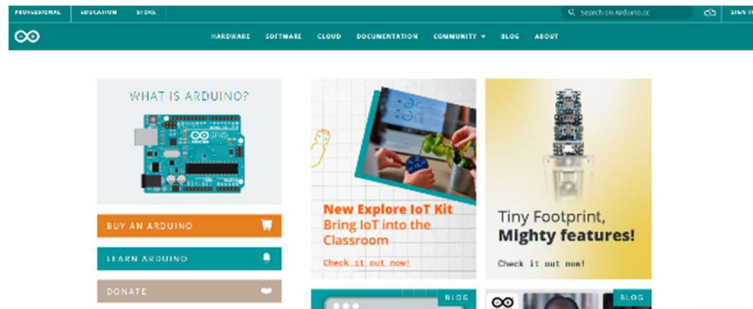 PROFESSIONAL EDUCATION STORE
Search on Arduino.cc SIGN IN
HARDWARE SOFTWARE CLOUD DOCUMENTATION COMMUNITY BLOG ABOUT
WHAT IS ARDUINO?
BUY AN ARDUINO
LEARN ARDUINO
DONATE
New Explore IoT Kit
Bring IoT into the
Classroom
Check it out now!
Tiny Footprint,
Mighty features!
Check it out now!
BLOG
BLOG